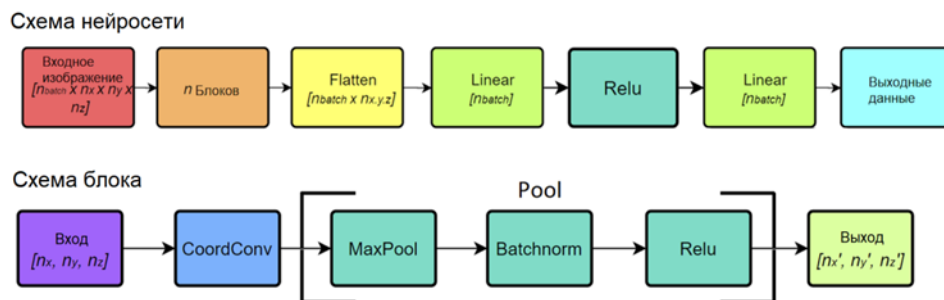 Схема нейросети
Входное
изображение
[nbatch x nx x ny x
nz]
n Блоков
Flatten
[nbatch x nx.y.z]
Linear
[nbatch]
Relu
Linear
[nbatch]
Выходные
данные
Схема блока
Pool
Вход
[nx, ny, nz]
CoordConv
MaxPool
Batchnorm
Relu
Выход
[nx', ny', nz']